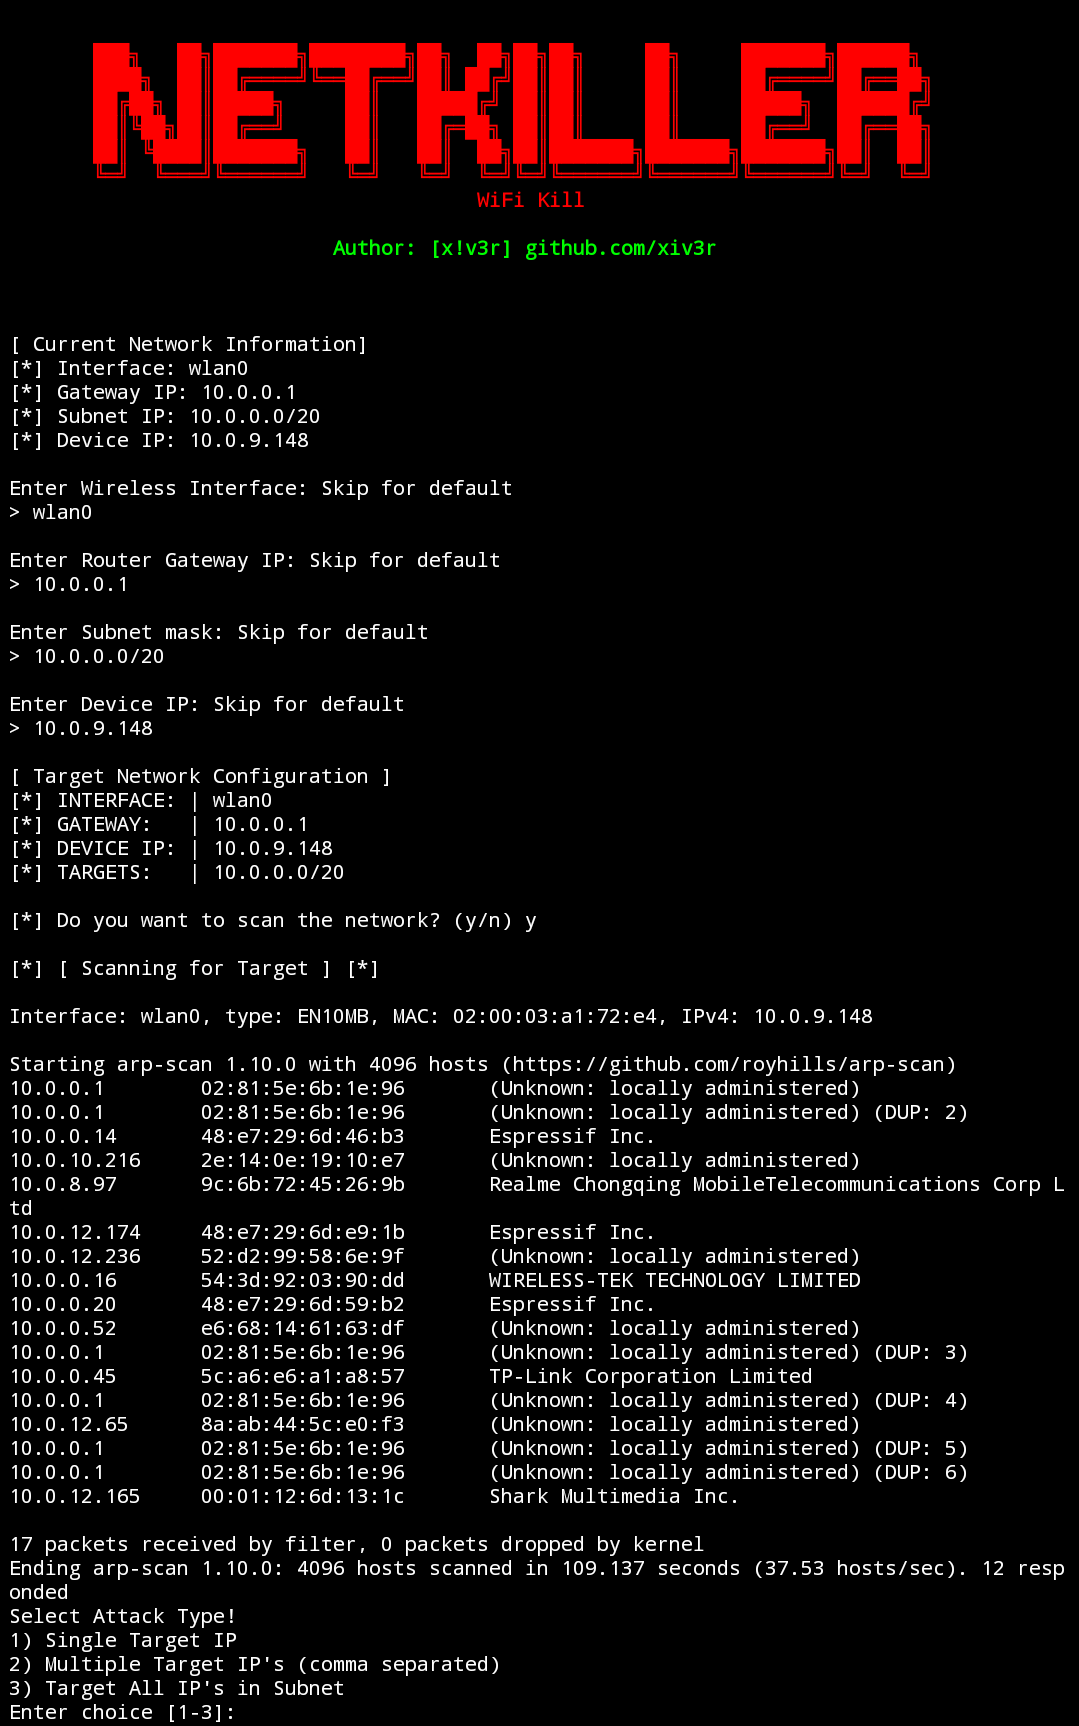 NETKILLER
WiFi Kill
Author: [x!v3r] github.com/xiv3r
[ Current Network Information]
[*] Interface: wlan0
[*] Gateway IP: 10.0.0.1
[*] Subnet IP: 10.0.0.0/20
[*] Device IP: 10.0.9.148
Enter Wireless Interface: Skip for default
> wlan0
Enter Router Gateway IP: Skip for default
> 10.0.0.1
Enter Subnet mask: Skip for default
> 10.0.0.0/20
Enter Device IP: Skip for default
> 10.0.9.148
[ Target Network Configuration ]
[*] INTERFACE: | wlan0
[*] GATEWAY:   | 10.0.0.1
[*] DEVICE IP: | 10.0.9.148
[*] TARGETS:   | 10.0.0.0/20
[*] Do you want to scan the network? (y/n) y
[*] [ Scanning for Target ] [*]
Interface: wlan0, type: EN10MB, MAC: 02:00:03:a1:72:e4, IPv4: 10.0.9.148
Starting arp-scan 1.10.0 with 4096 hosts (https://github.com/royhills/arp-scan)
10.0.0.1        02:81:5e:6b:1e:96       (Unknown: locally administered)
10.0.0.1        02:81:5e:6b:1e:96       (Unknown: locally administered) (DUP: 2)
10.0.0.14       48:e7:29:6d:46:b3       Espressif Inc.
10.0.10.216     2e:14:0e:19:10:e7       (Unknown: locally administered)
10.0.8.97       9c:6b:72:45:26:9b       Realme Chongqing MobileTelecommunications Corp L
td
10.0.12.174     48:e7:29:6d:e9:1b       Espressif Inc.
10.0.12.236     52:d2:99:58:6e:9f       (Unknown: locally administered)
10.0.0.16       54:3d:92:03:90:dd       WIRELESS-TEK TECHNOLOGY LIMITED
10.0.0.20       48:e7:29:6d:59:b2       Espressif Inc.
10.0.0.52       e6:68:14:61:63:df       (Unknown: locally administered)
10.0.0.1        02:81:5e:6b:1e:96       (Unknown: locally administered) (DUP: 3)
10.0.0.45       5c:a6:e6:a1:a8:57       TP-Link Corporation Limited
10.0.0.1        02:81:5e:6b:1e:96       (Unknown: locally administered) (DUP: 4)
10.0.12.65      8a:ab:44:5c:e0:f3       (Unknown: locally administered)
10.0.0.1        02:81:5e:6b:1e:96       (Unknown: locally administered) (DUP: 5)
10.0.0.1        02:81:5e:6b:1e:96       (Unknown: locally administered) (DUP: 6)
10.0.12.165     00:01:12:6d:13:1c       Shark Multimedia Inc.
17 packets received by filter, 0 packets dropped by kernel
Ending arp-scan 1.10.0: 4096 hosts scanned in 109.137 seconds (37.53 hosts/sec). 12 resp
onded
Select Attack Type!
1) Single Target IP
2) Multiple Target IP's (comma separated)
3) Target All IP's in Subnet
Enter choice [1-3]: